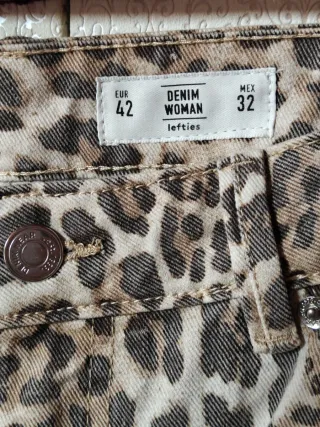 EUR
42
DENIM
WOMAN
lefties
MEX
32